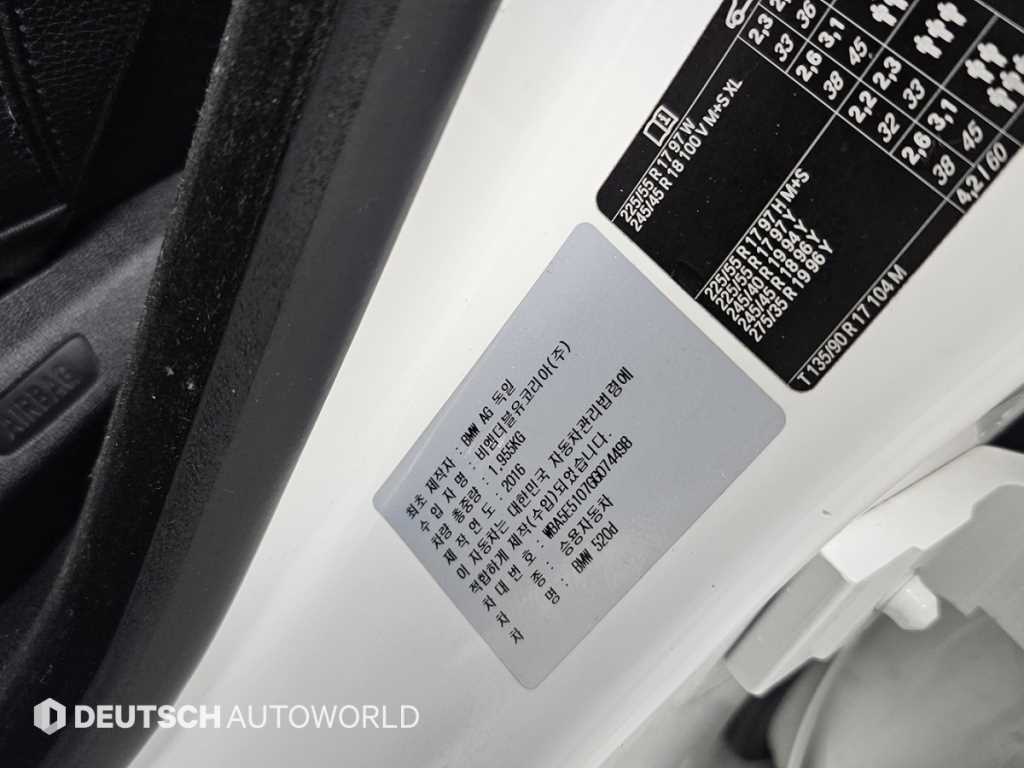 2,3 36
33 2,6 3,1
38 45
2,2 2,3
32 33
2,6 3,1
38 45
4,2 / 60
225/55 R 17 97 W
245/45 R 18 100 V M+S XL
225/55 R 17 97 H M+S
225/55 R 17 97 Y
245/40 R 19 94 Y
245/45 R 18 96 Y
275/35 R 19 96 Y
T 135/90 R 17 104 M
최초 제작자 : BMW AG 독일
수 입 자 명 : 비엠더블유코리아(주)
차량 총중량 : 1,955KG
제 작 연 도 : 2016
이 자동차는 대한민국 자동차관리법령에
적합하게 제작(수입)되었습니다.
차 대 번 호 : WBA5E5107GG074498
차 종 : 승용자동차
차 명 : BMW 520d
AIRBAG
DEUTSCH AUTOWORLD